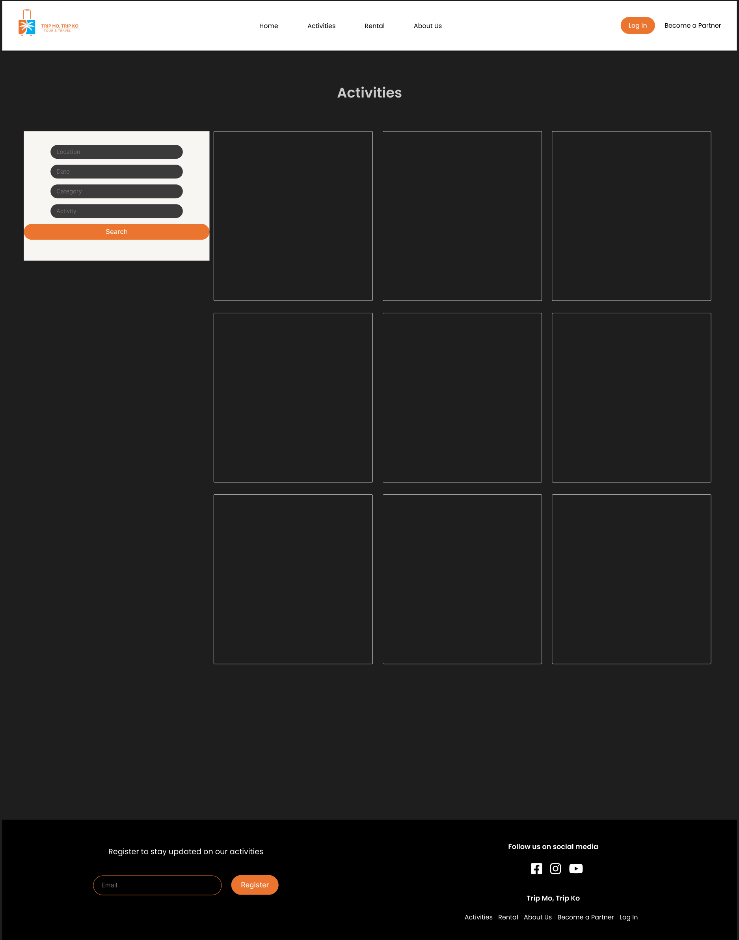 TRIP MO, TRIP KO
TOUR & TRAVEL
Home Activities Rental About Us
Log In Become a Partner
Activities
Location
Date
Category
Activity
Search
Register to stay updated on our activities
Email
Register
Follow us on social media
Trip Mo, Trip Ko
Activities Rental About Us Become a Partner Log In